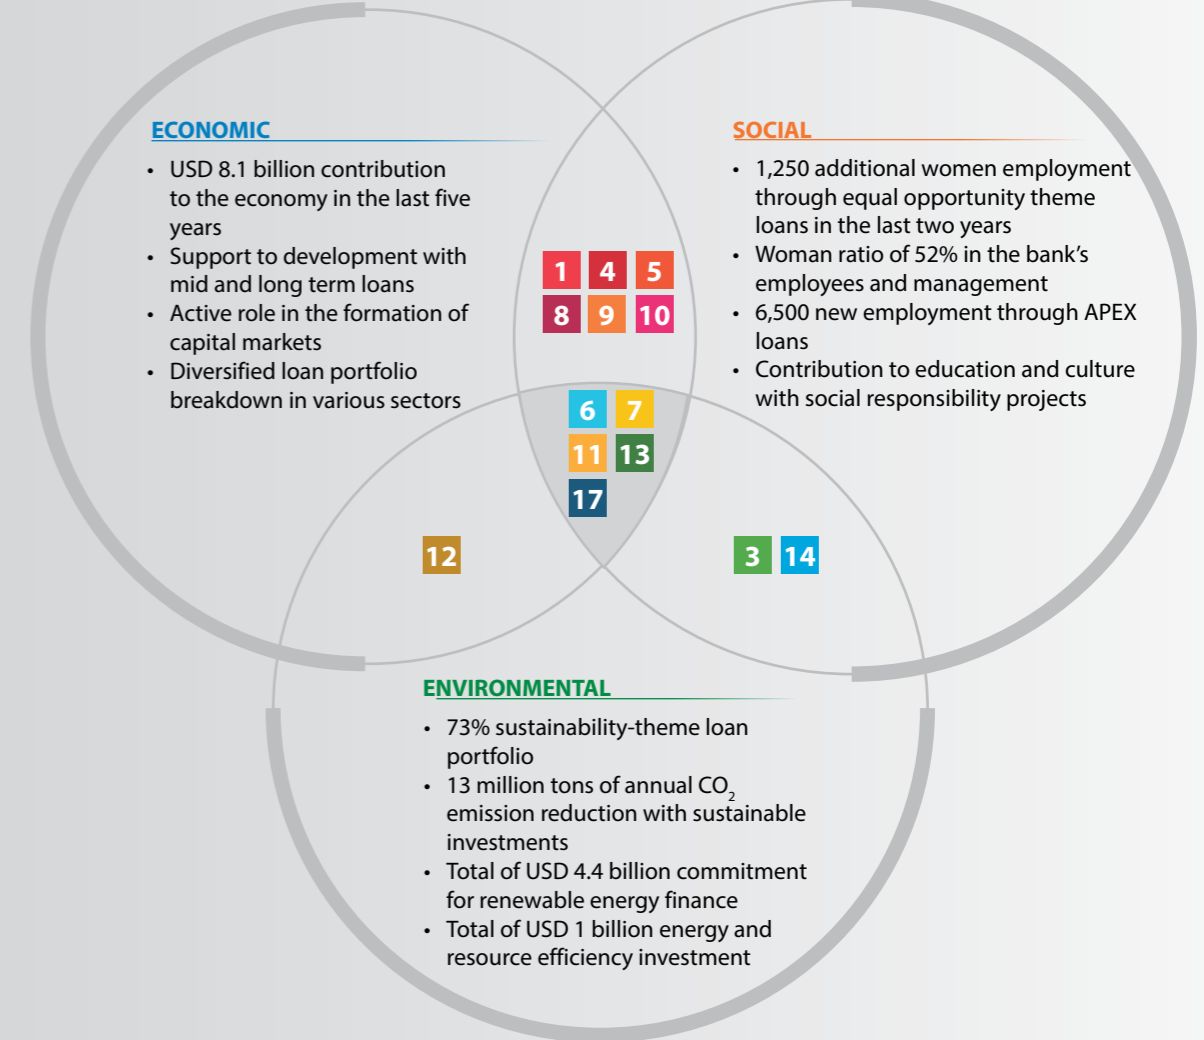 ECONOMIC
• USD 8.1 billion contribution
to the economy in the last five
years
• Support to development with
mid and long term loans
• Active role in the formation of
capital markets
• Diversified loan portfolio
breakdown in various sectors
SOCIAL
• 1,250 additional women employment
through equal opportunity theme
loans in the last two years
• Woman ratio of 52% in the bank’s
employees and management
• 6,500 new employment through APEX
loans
• Contribution to education and culture
with social responsibility projects
1 4 5
8 9 10
6 7
11 13
17
12
3 14
ENVIRONMENTAL
• 73% sustainability-theme loan
portfolio
• 13 million tons of annual CO2
emission reduction with sustainable
investments
• Total of USD 4.4 billion commitment
for renewable energy finance
• Total of USD 1 billion energy and
resource efficiency investment